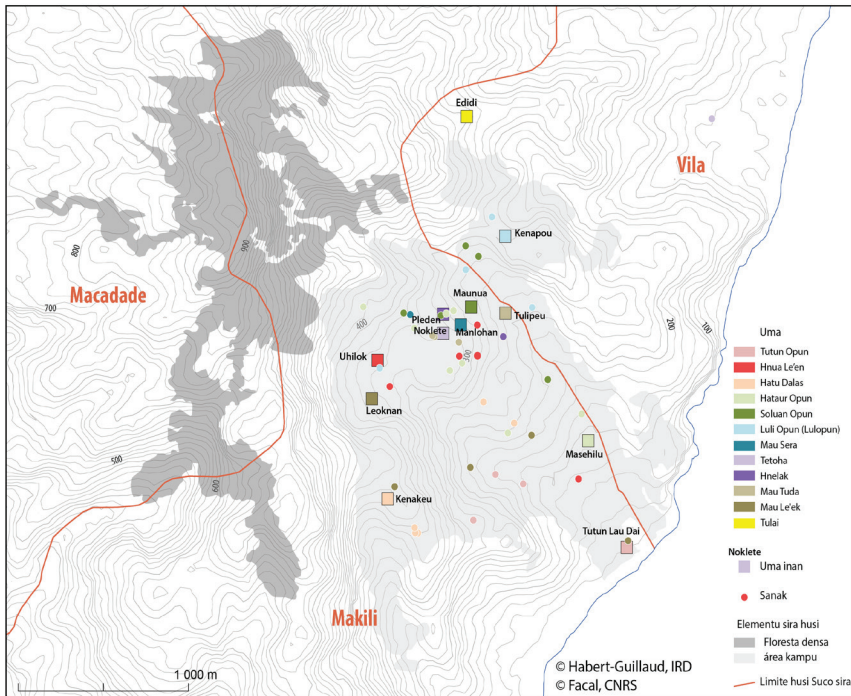 Edidi
Vila
Kenapou
800
900
Macadade
700
400
Maunua
Pleden
Noklete
Manlohan
Tulipeu
200
100
Uhilok
300
Leoknan
500
600
Masehilu
Kenakeu
Tutun Lau Dai
Makili
1 000 m
© Habert-Guillaud, IRD
© Facal, CNRS
Uma
Tutun Opun
Hnua Le'en
Hatu Dalas
Hataur Opun
Soluan Opun
Luli Opun (Lulopun)
Mau Sera
Tetoha
Hnelak
Mau Tuda
Mau Le'ek
Tulai
Noklete
Uma inan
Sanak
Elementu sira husi
Floresta densa
área kampu
Limite husi Suco sira